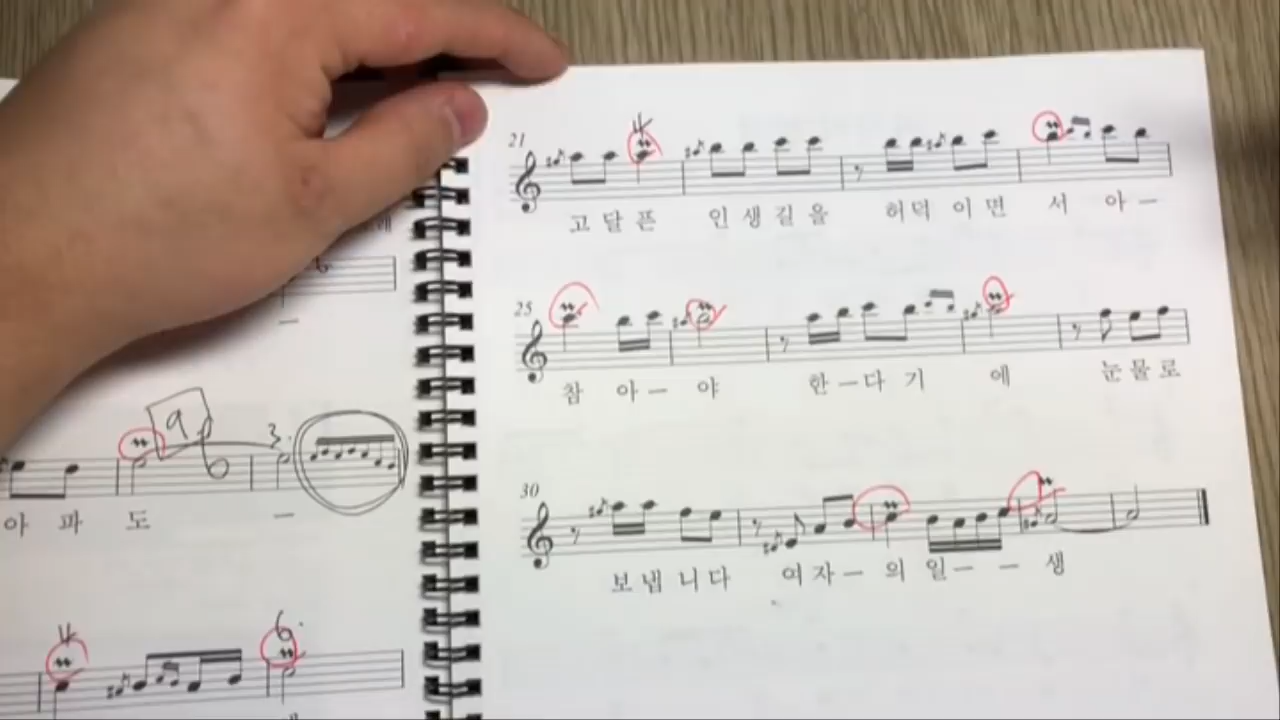 아 파 도 -
9
3.
4
6.
21
4
고 달 픈 인 생 길 을 허 덕 이 면 서 아 -
25
참 아 - 야 한 - 다 기 에 눈 물 로
30
보 냅 니 다 여 자 - 의 일 - - 생